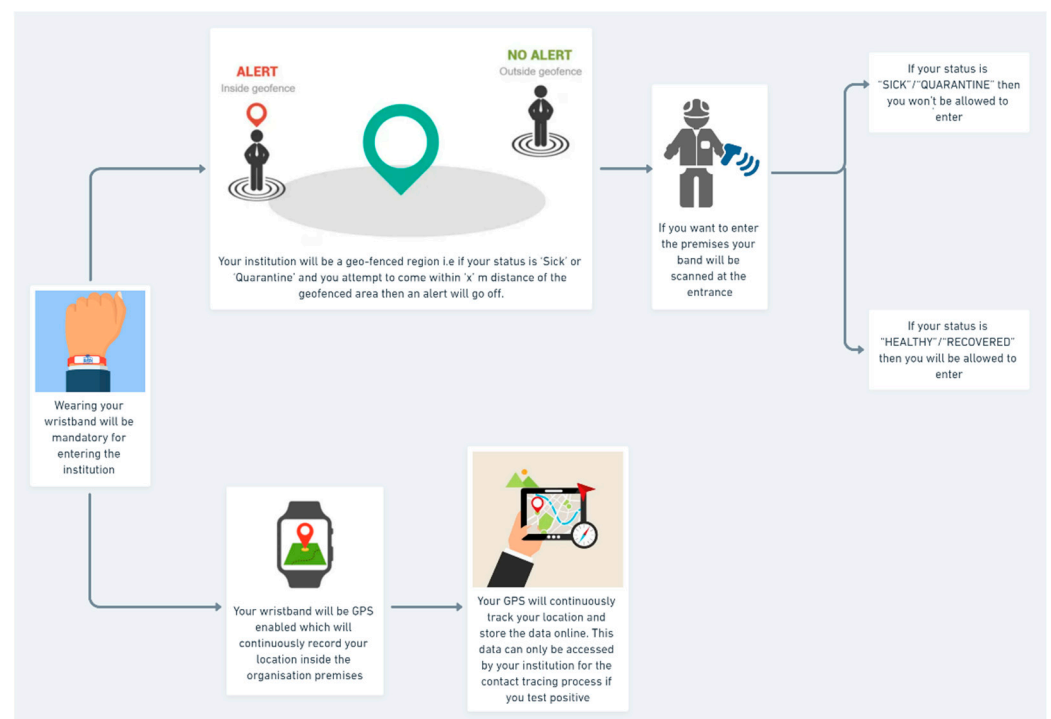 ALERT
Inside geofence
NO ALERT
Outside geofence
Your institution will be a geo-fenced region i.e if your status is 'Sick' or
'Quarantine' and you attempt to come within 'x' m distance of the
geofenced area then an alert will go off.
If you want to enter
the premises your
band will be
scanned at the
entrance
If your status is
"SICK"/"QUARANTINE" then
you won't be allowed to
enter
If your status is
"HEALTHY"/"RECOVERED"
then you will be allowed to
enter
Wearing your
wristband will be
mandatory for
entering the
institution
Your wristband will be GPS
enabled which will
continuously record your
location inside the
organisation premises
Your GPS will continuously
track your location and
store the data online. This
data can only be accessed
by your institution for the
contact tracing process if
you test positive